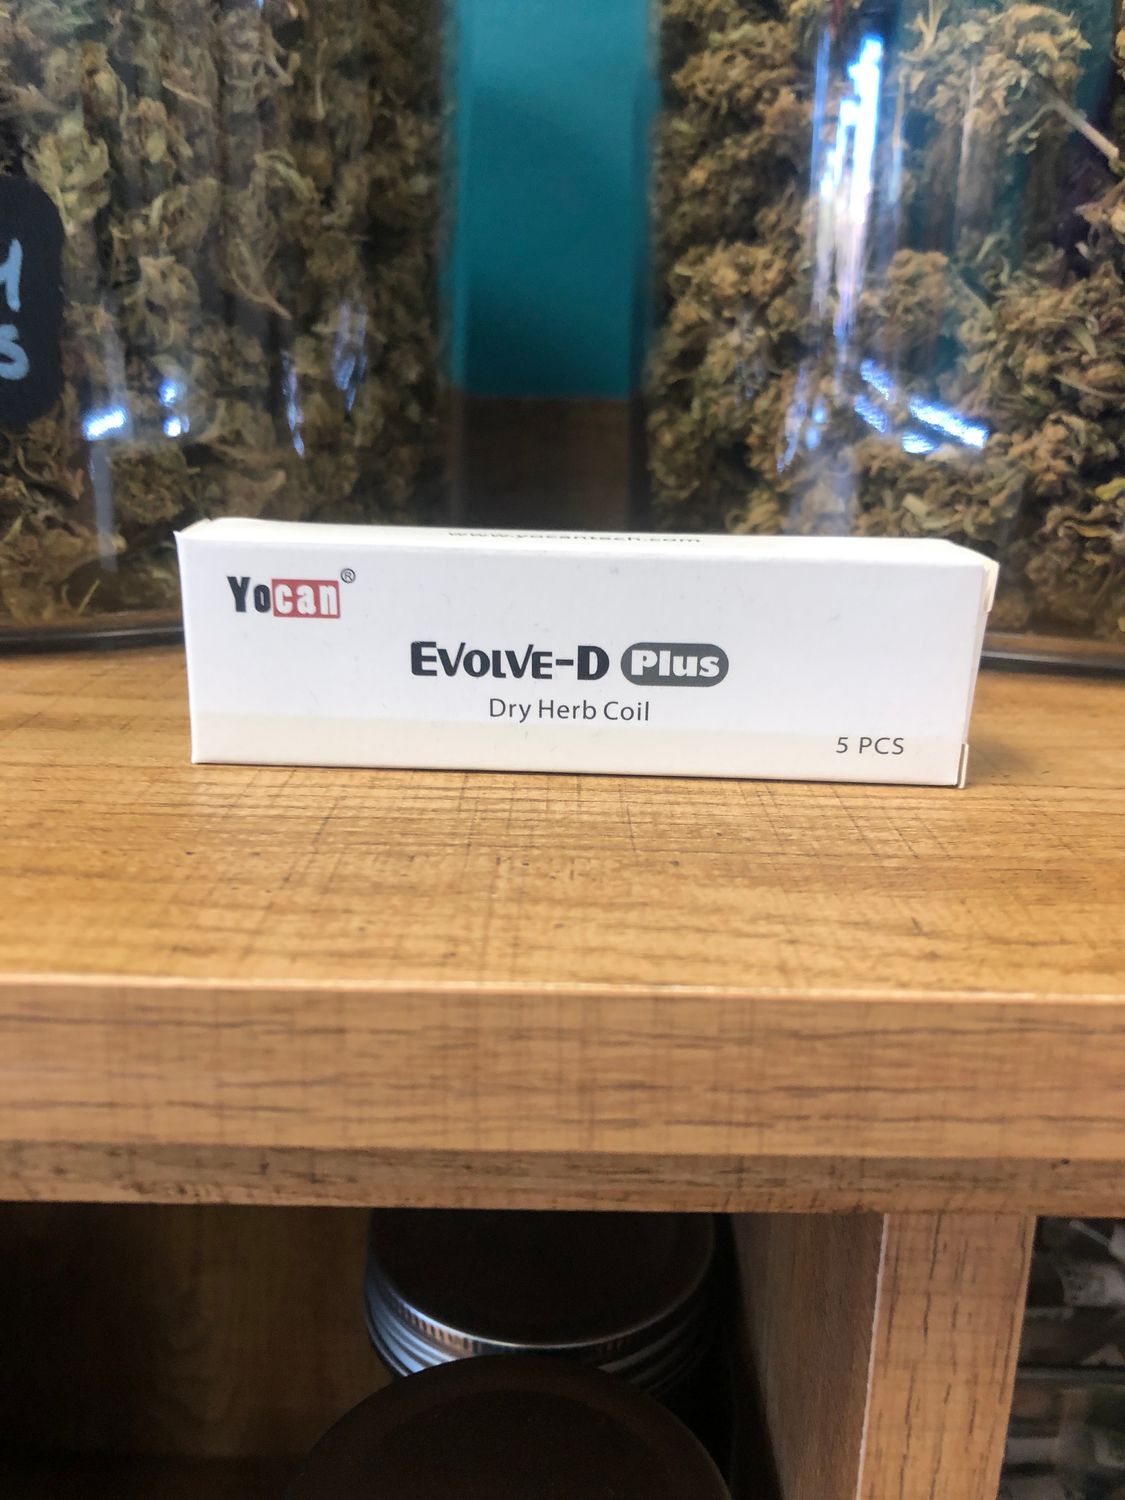 www.yocantech.com
Yocan®
EVOLVE-D Plus
Dry Herb Coil
5 PCS